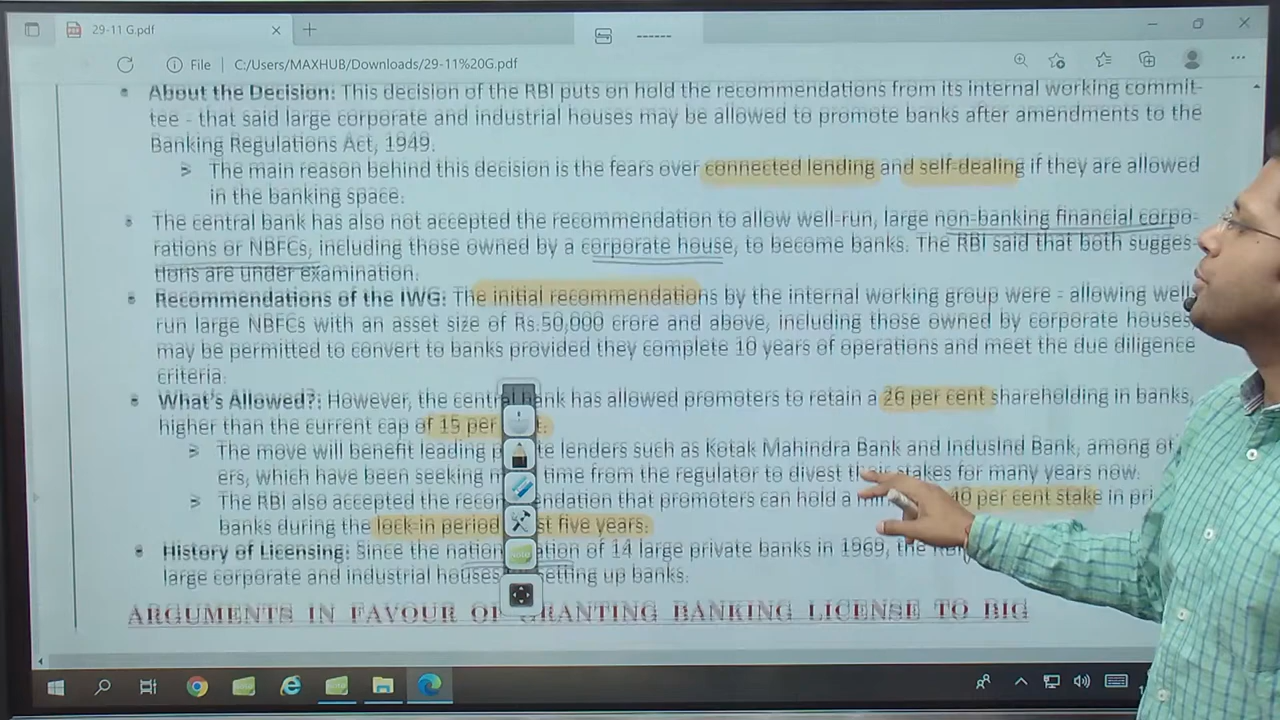 29-11 G.pdf
File C:/Users/MAXHUB/Downloads/29-11%20G.pdf
• About the Decision: This decision of the RBI puts on hold the recommendations from its internal working commit-
tee - that said large corporate and industrial houses may be allowed to promote banks after amendments to the
Banking Regulations Act, 1949.
➢ The main reason behind this decision is the fears over connected lending and self-dealing if they are allowed
in the banking space.
• The central bank has also not accepted the recommendation to allow well-run, large non-banking financial corpo-
rations or NBFCs, including those owned by a corporate house, to become banks. The RBI said that both sugges-
tions are under examination.
• Recommendations of the IWG: The initial recommendations by the internal working group were - allowing well
run large NBFCs with an asset size of Rs.50,000 crore and above, including those owned by corporate houses,
may be permitted to convert to banks provided they complete 10 years of operations and meet the due diligence
criteria.
• What's Allowed?: However, the central bank has allowed promoters to retain a 26 per cent shareholding in banks,
higher than the current cap of 15 per
➢ The move will benefit leading lenders such as Kotak Mahindra Bank and IndusInd Bank, among ot
ers, which have been seeking time from the regulator to divest their stakes for many years now.
➢ The RBI also accepted the recommendation that promoters can hold a 40 per cent stake in pri
banks during the lock-in period five years.
• History of Licensing: Since the of 14 large private banks in 1969, the
large corporate and industrial houses setting up banks.
ARGUMENTS IN FAVOUR OF GRANTING BANKING LICENSE TO BIG